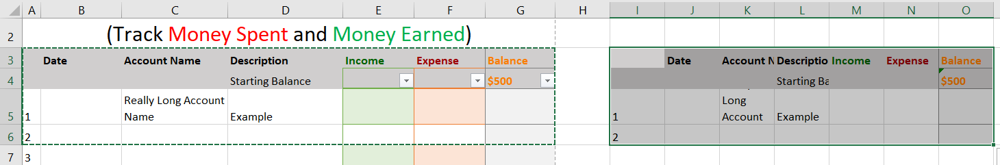 A B C D E F G H I J K L M N O
2 (Track Money Spent and Money Earned)
3 Date Account Name Description Income Expense Balance Date Account N Descriptio Income Expense Balance
4 Starting Balance $500 Starting Ba $500
Really Long Account Long
5 1 Name Example 1 Account Example
6 2 2
7 3